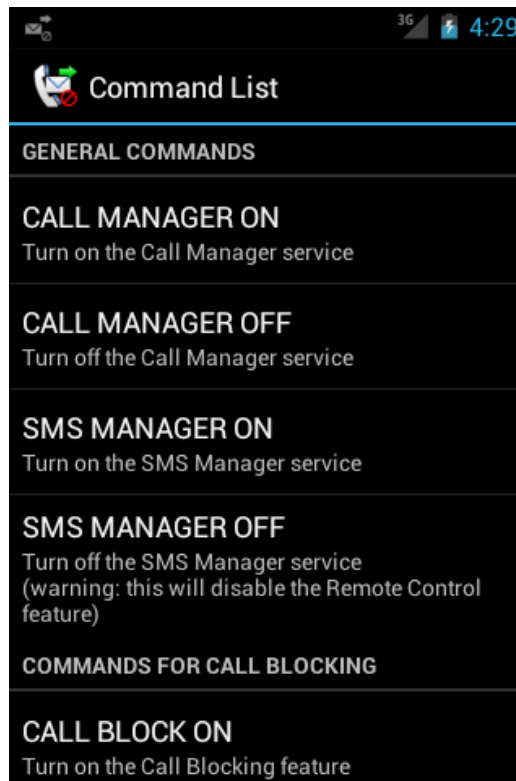 3G 4:29
Command List
GENERAL COMMANDS
CALL MANAGER ON
Turn on the Call Manager service
CALL MANAGER OFF
Turn off the Call Manager service
SMS MANAGER ON
Turn on the SMS Manager service
SMS MANAGER OFF
Turn off the SMS Manager service
(warning: this will disable the Remote Control
feature)
COMMANDS FOR CALL BLOCKING
CALL BLOCK ON
Turn on the Call Blocking feature